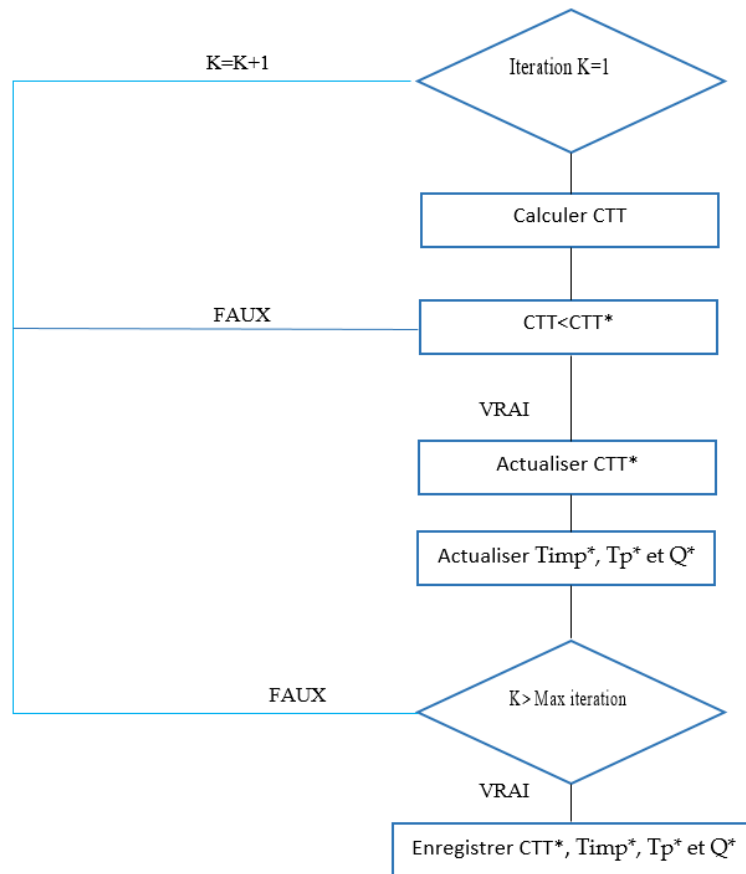 K=K+1
Iteration K=1
Calculer CTT
FAUX
CTT<CTT*
VRAI
Actualiser CTT*
Actualiser Timp*, Tp* et Q*
FAUX
K> Max iteration
VRAI
Enregistrer CTT*, Timp*, Tp* et Q*